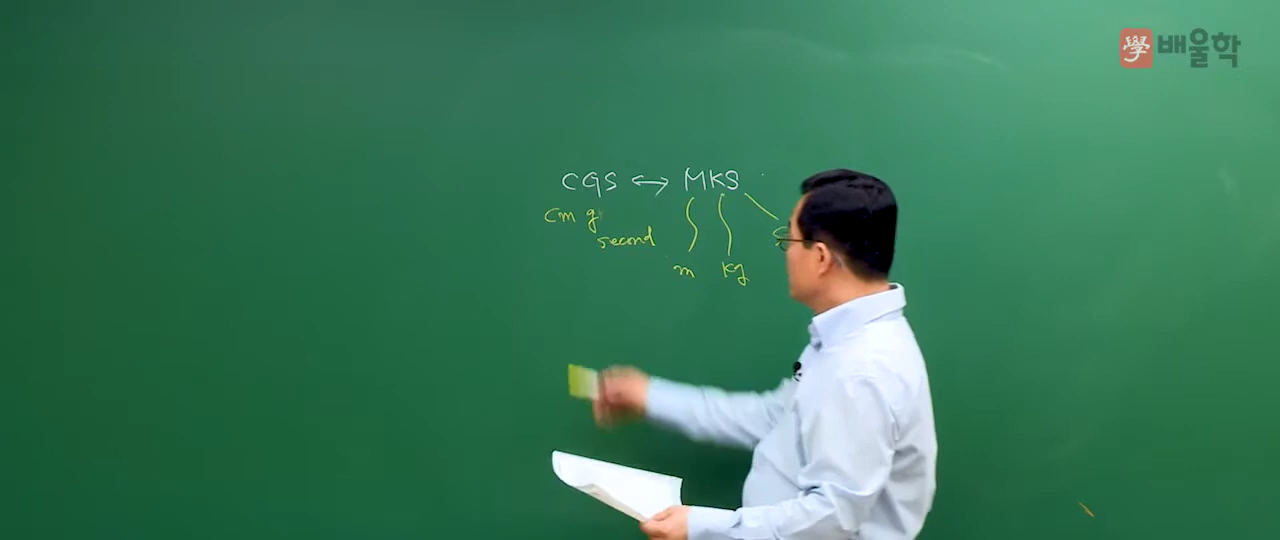 學 배울학
CGS ↔ MKS
cm g
second
m kg